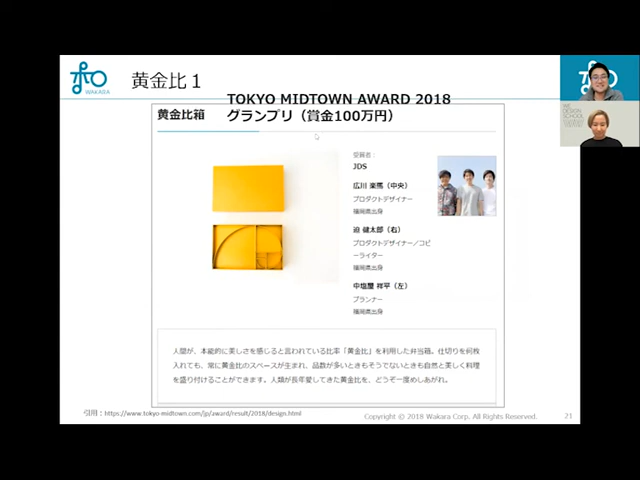 WAKARA
黄金比１
TOKYO MIDTOWN AWARD 2018
黄金比箱
グランプリ（賞金100万円）
受賞者：
JDS
広川 楽馬（中央）
プロダクトデザイナー
福岡県出身
迫 健太郎（右）
プロダクトデザイナー／コピ
ーライター
福岡県出身
中塩屋 祥平（左）
プランナー
福岡県出身
人間が、本能的に美しさを感じると言われている比率「黄金比」を利用した弁当箱。仕切りを何枚
入れても、常に黄金比のスペースが生まれ、品数が多いときもそうでないときも自然と美しく料理
を盛り付けることができます。人類が長年愛してきた黄金比を、どうぞ一度めしあがれ。
引用：https://www.tokyo-midtown.com/jp/award/result/2018/design.html
Copyright © 2018 Wakara Corp. All Rights Reserved.
21